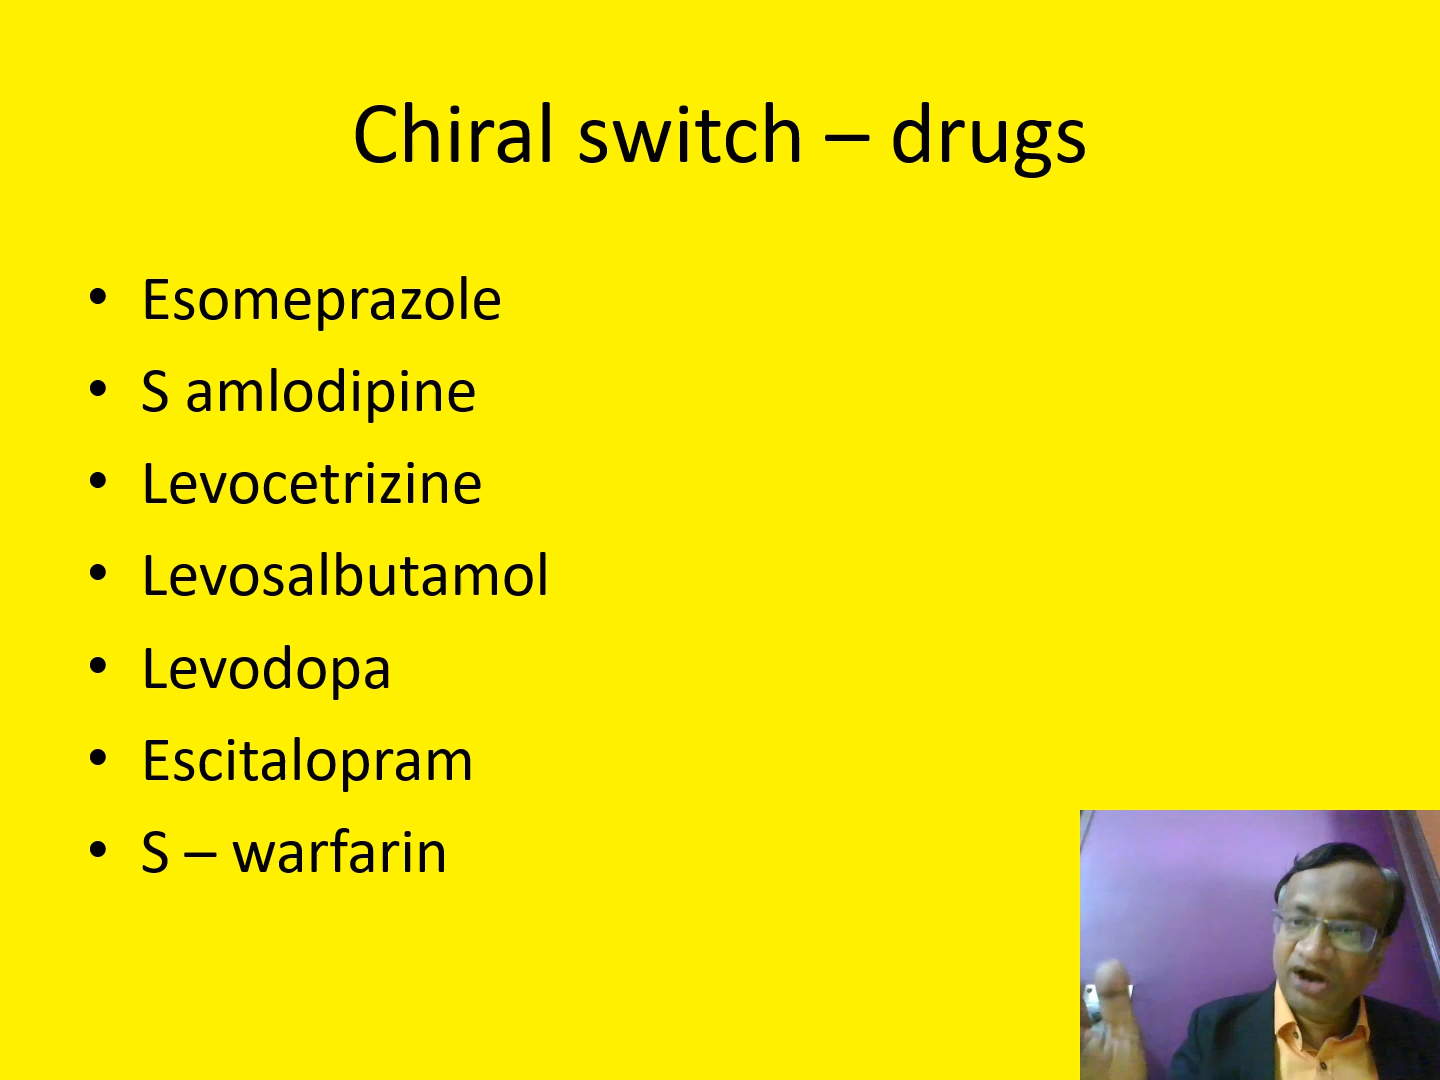 Chiral switch – drugs
• Esomeprazole
• S amlodipine
• Levocetrizine
• Levosalbutamol
• Levodopa
• Escitalopram
• S – warfarin